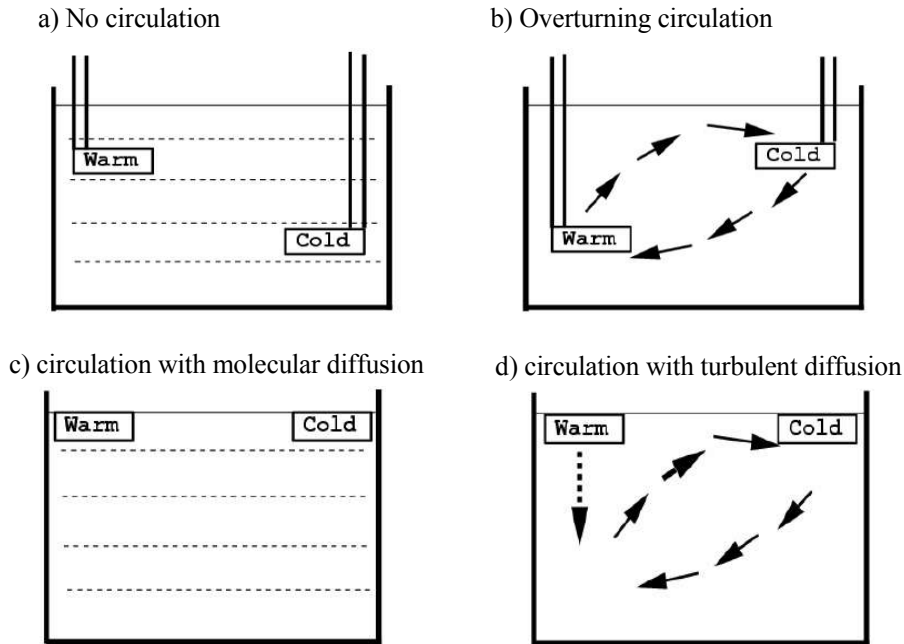 a) No circulation
b) Overturning circulation
Warm
Cold
Cold
Warm
c) circulation with molecular diffusion
d) circulation with turbulent diffusion
Warm
Cold
Warm
Cold